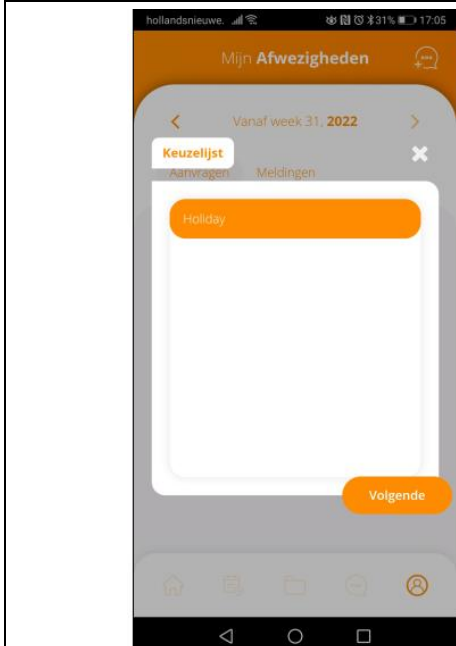 hollandsnieuwe. 31% 17:05
Mijn Afwezigheden
Vanaf week 31, 2022
Keuzelijst
Aanvragen Meldingen
Holiday
Volgende